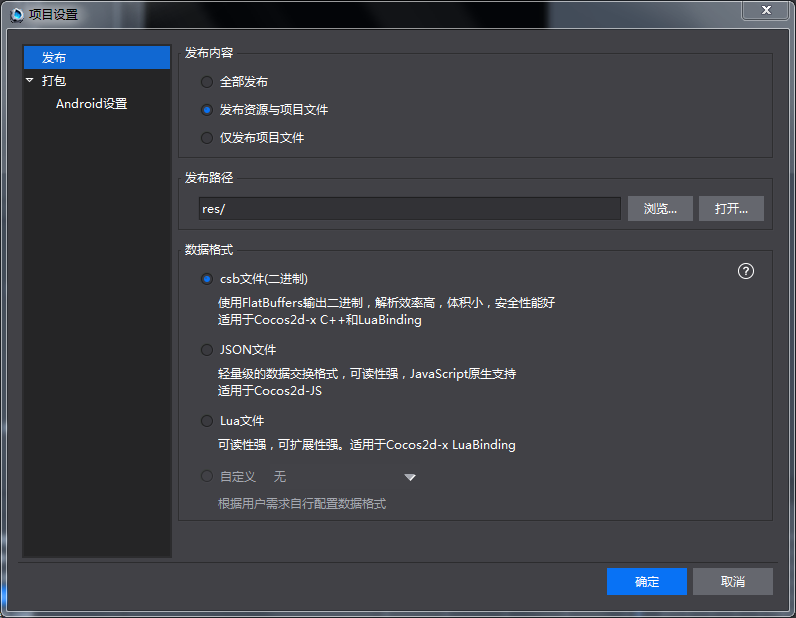 项目设置
发布
打包
Android设置
发布内容
全部发布
发布资源与项目文件
仅发布项目文件
发布路径
res/
浏览...
打开...
数据格式
?
csb文件(二进制)
使用FlatBuffers输出二进制，解析效率高，体积小，安全性能好
适用于Cocos2d-x C++和LuaBinding
JSON文件
轻量级的数据交换格式，可读性强，JavaScript原生支持
适用于Cocos2d-JS
Lua文件
可读性强，可扩展性强。适用于Cocos2d-x LuaBinding
自定义 无
根据用户需求自行配置数据格式
确定
取消